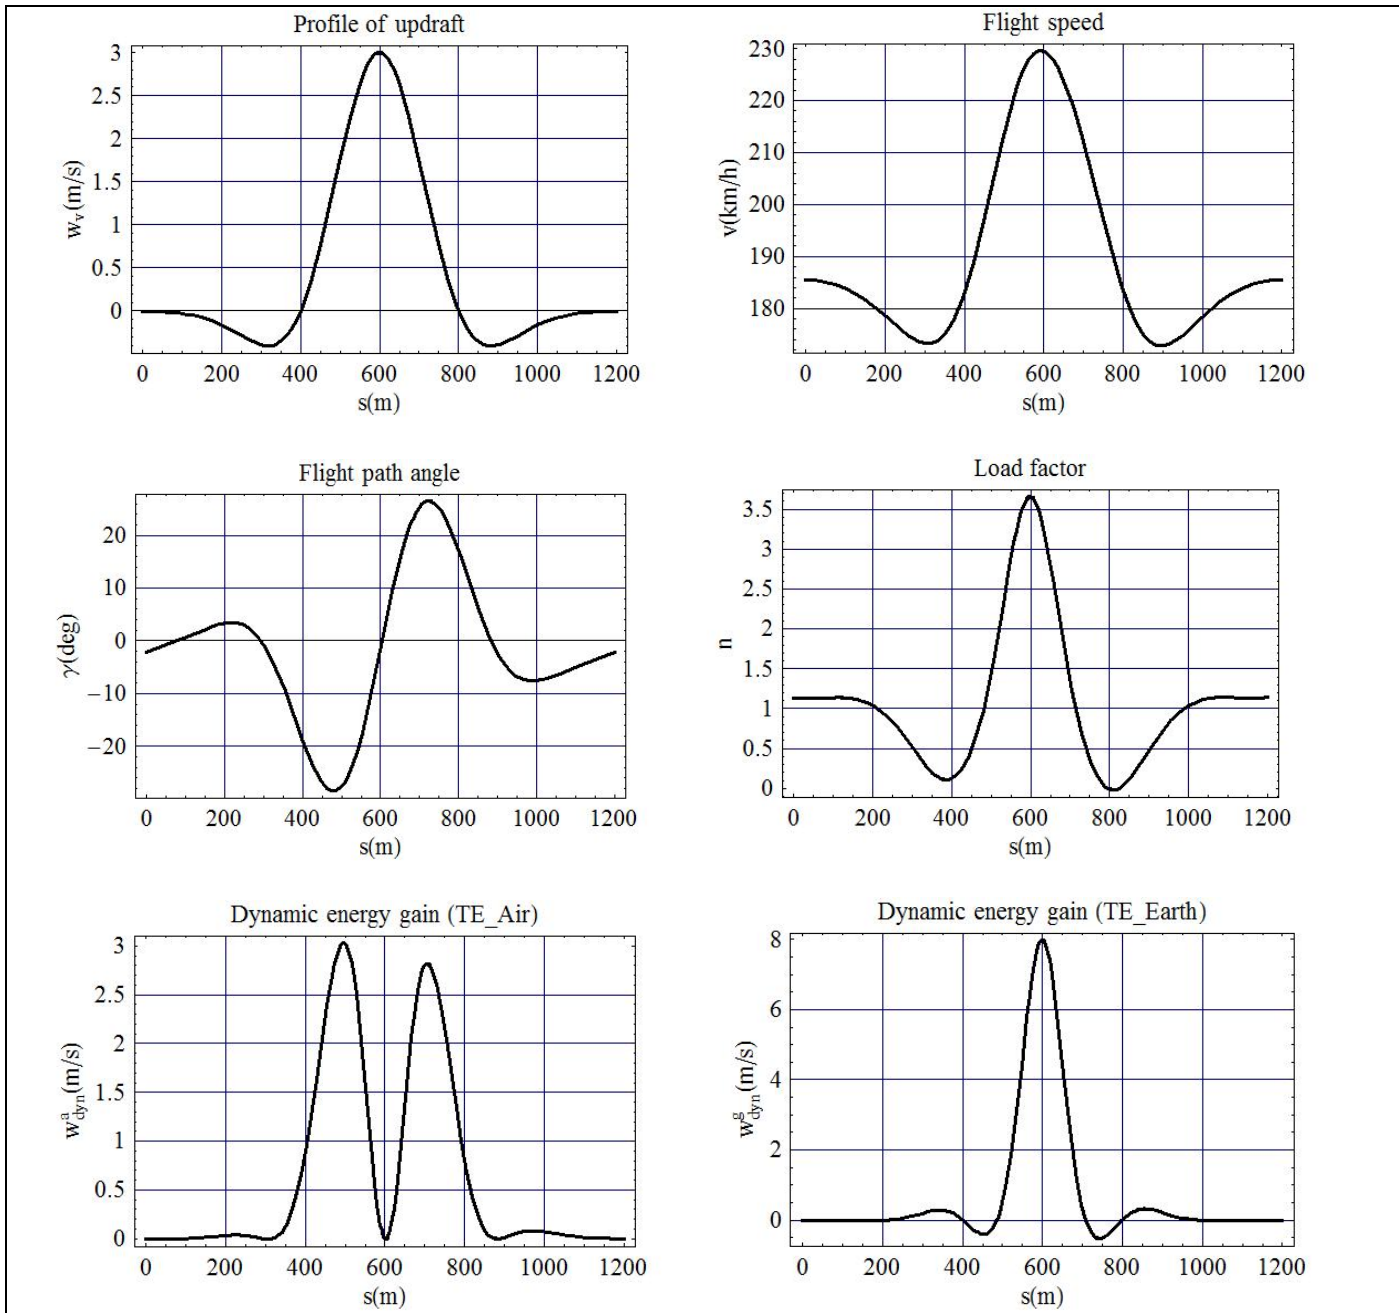 Profile of updraft
3
2.5
2
1.5
1
0.5
0
w_v(m/s)
0 200 400 600 800 1000 1200
s(m)
Flight speed
230
220
210
200
190
180
v(km/h)
0 200 400 600 800 1000 1200
s(m)
Flight path angle
20
10
0
−10
−20
γ(deg)
0 200 400 600 800 1000 1200
s(m)
Load factor
3.5
3
2.5
2
1.5
1
0.5
0
n
0 200 400 600 800 1000 1200
s(m)
Dynamic energy gain (TE_Air)
3
2.5
2
1.5
1
0.5
0
w^a_dyn(m/s)
0 200 400 600 800 1000 1200
s(m)
Dynamic energy gain (TE_Earth)
8
6
4
2
0
w^g_dyn(m/s)
0 200 400 600 800 1000 1200
s(m)